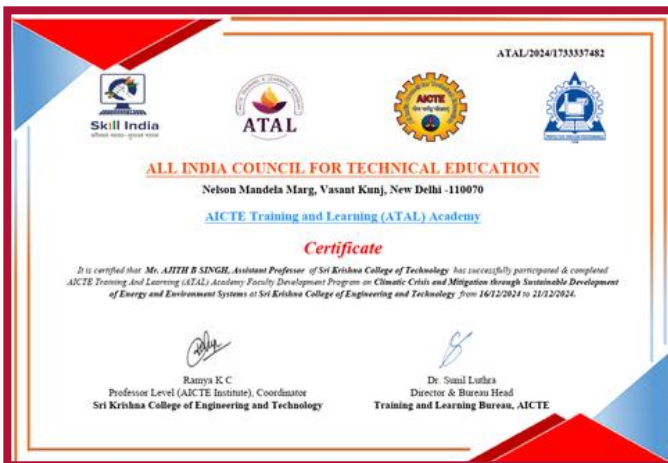 ATAL/2024/1733337482
Skill India
कौशल भारत-कुशल भारत
ATAL
AICTE
ALL INDIA COUNCIL FOR TECHNICAL EDUCATION
Nelson Mandela Marg, Vasant Kunj, New Delhi -110070
AICTE Training and Learning (ATAL) Academy
Certificate
It is certified that Mr. AJITH B SINGH, Assistant Professor of Sri Krishna College of Technology has successfully participated & completed
AICTE Training And Learning (ATAL) Academy Faculty Development Program on Climatic Crisis and Mitigation through Sustainable Development
of Energy and Environment Systems at Sri Krishna College of Engineering and Technology from 16/12/2024 to 21/12/2024.
Ramya K C
Professor Level (AICTE Institute), Coordinator
Sri Krishna College of Engineering and Technology
Dr. Sunil Luthra
Director & Bureau Head
Training and Learning Bureau, AICTE